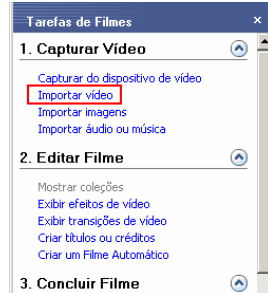 Tarefas de Filmes
1. Capturar Vídeo
Capturar do dispositivo de vídeo
Importar vídeo
Importar imagens
Importar áudio ou música
2. Editar Filme
Mostrar coleções
Exibir efeitos de vídeo
Exibir transições de vídeo
Criar títulos ou créditos
Criar um Filme Automático
3. Concluir Filme